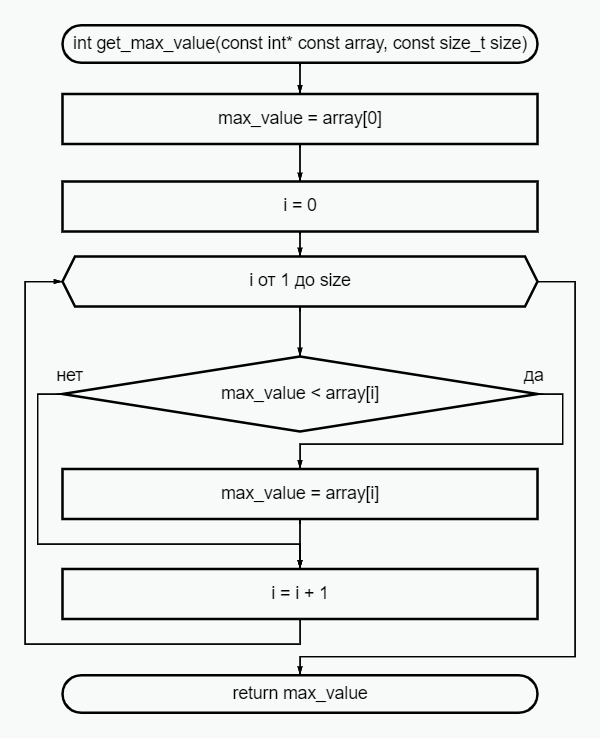 int get_max_value(const int* const array, const size_t size)
max_value = array[0]
i = 0
i от 1 до size
нет
да
max_value < array[i]
max_value = array[i]
i = i + 1
return max_value